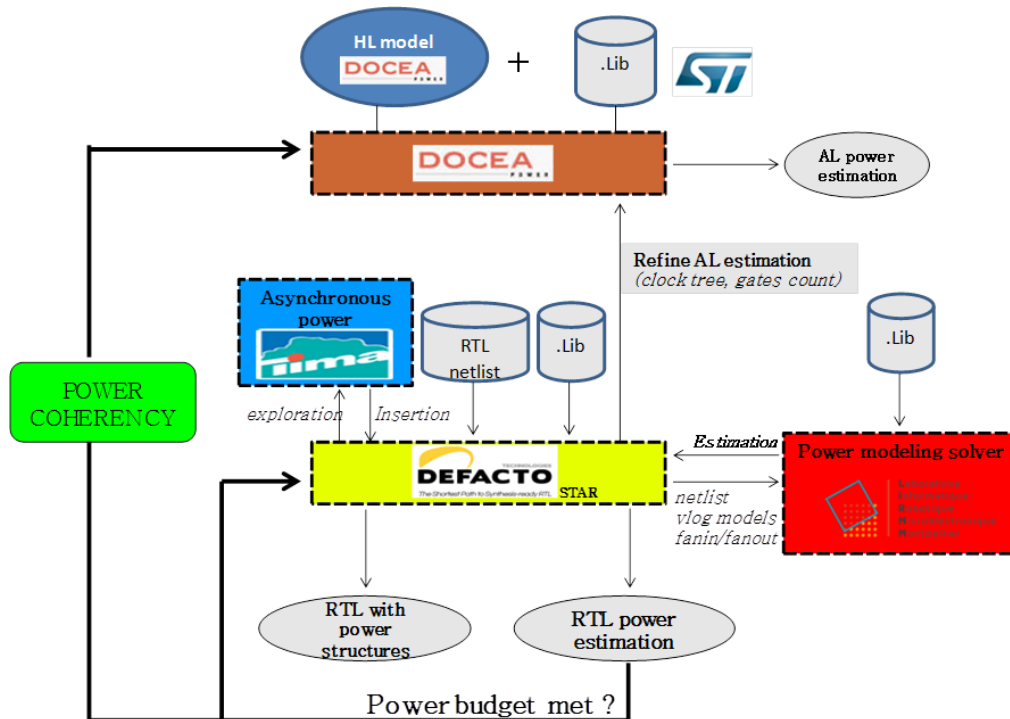 HL model
DOCEA
POWER
+
.Lib
ST
DOCEA
POWER
AL power
estimation
Refine AL estimation
(clock tree, gates count)
Asynchronous
power
tima
RTL
netlist
.Lib
.Lib
POWER
COHERENCY
exploration
Insertion
Estimation
Power modeling solver
Laboratoire
Informatique
Robotique
Microélectronique
Montpellier
TECHNOLOGIES
DEFACTO
The Shortest Path to Synthesis-ready RTL
STAR
netlist
vlog models
fanin/fanout
RTL with
power
structures
RTL power
estimation
Power budget met ?